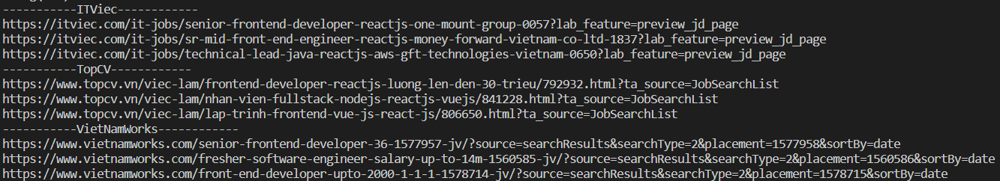 -----------ITViec------------
https://itviec.com/it-jobs/senior-frontend-developer-reactjs-one-mount-group-0057?lab_feature=preview_jd_page
https://itviec.com/it-jobs/sr-mid-front-end-engineer-reactjs-money-forward-vietnam-co-ltd-1837?lab_feature=preview_jd_page
https://itviec.com/it-jobs/technical-lead-java-reactjs-aws-gft-technologies-vietnam-0650?lab_feature=preview_jd_page
-----------TopCV------------
https://www.topcv.vn/viec-lam/frontend-developer-reactjs-luong-len-den-30-trieu/792932.html?ta_source=JobSearchList
https://www.topcv.vn/viec-lam/nhan-vien-fullstack-nodejs-reactjs-vuejs/841228.html?ta_source=JobSearchList
https://www.topcv.vn/viec-lam/lap-trinh-frontend-vue-js-react-js/806650.html?ta_source=JobSearchList
-----------VietNamWorks------------
https://www.vietnamworks.com/senior-frontend-developer-36-1577957-jv/?source=searchResults&searchType=2&placement=1577958&sortBy=date
https://www.vietnamworks.com/fresher-software-engineer-salary-up-to-14m-1560585-jv/?source=searchResults&searchType=2&placement=1560586&sortBy=date
https://www.vietnamworks.com/front-end-developer-upto-2000-1-1-1-1578714-jv/?source=searchResults&searchType=2&placement=1578715&sortBy=date